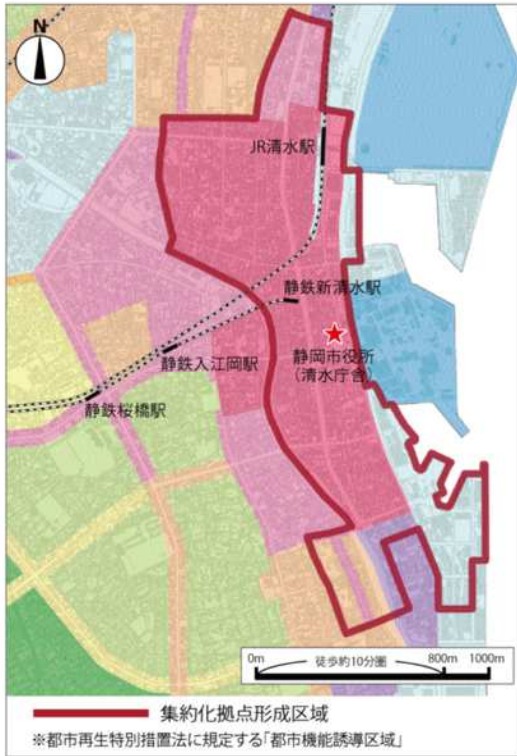 N
JR清水駅
静鉄新清水駅
静岡市役所
(清水庁舎)
静鉄入江岡駅
静鉄桜橋駅
0m 徒歩約10分圏 800m 1000m
集約化拠点形成区域
※都市再生特別措置法に規定する「都市機能誘導区域」